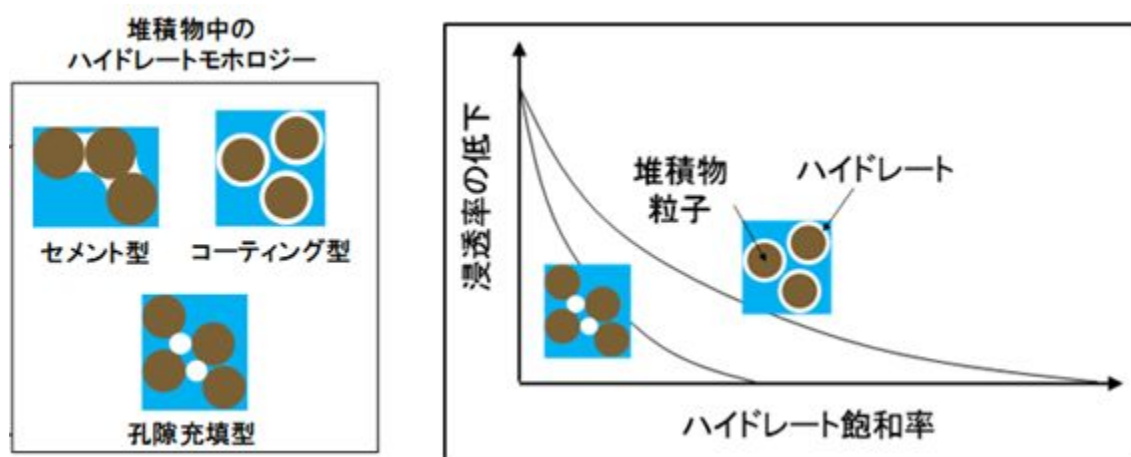 堆積物中の
ハイドレートモホロジー
セメント型
コーティング型
孔隙充填型
浸透率の低下
堆積物
粒子
ハイドレート
ハイドレート飽和率